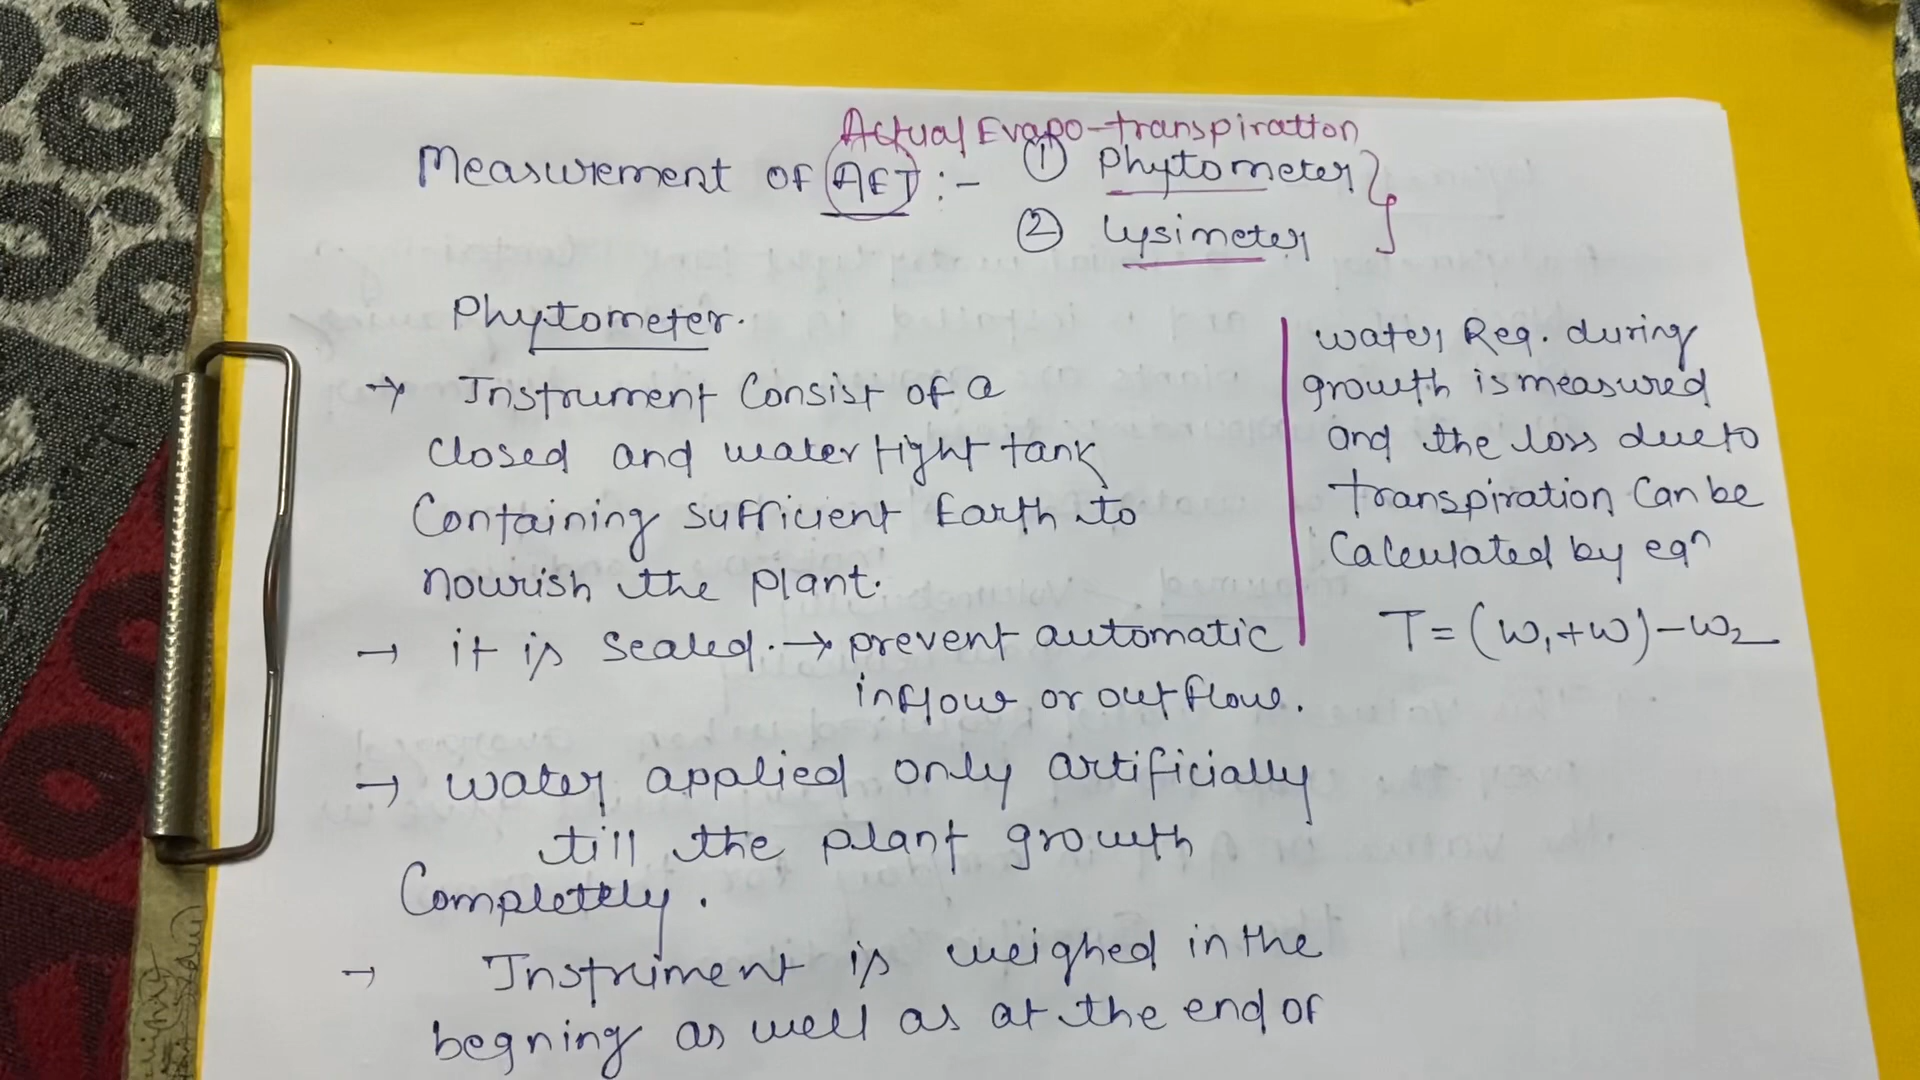 Actual Evapo-transpiration
Measurement of AET :- ① Phytometer
② Lysimeter
Phytometer.
→ Instrument Consist of a
closed and water tight tank
Containing sufficient Earth to
nourish the plant.
→ it is sealed. → prevent automatic
inflow or outflow.
→ water applied only artificially
till the plant growth
Completely.
→ Instriment is weighed in the
begning as well as at the end of
water Req. during
growth is measured
and the loss due to
transpiration Can be
Calculated by eqn
T = (w₁+w) - w₂